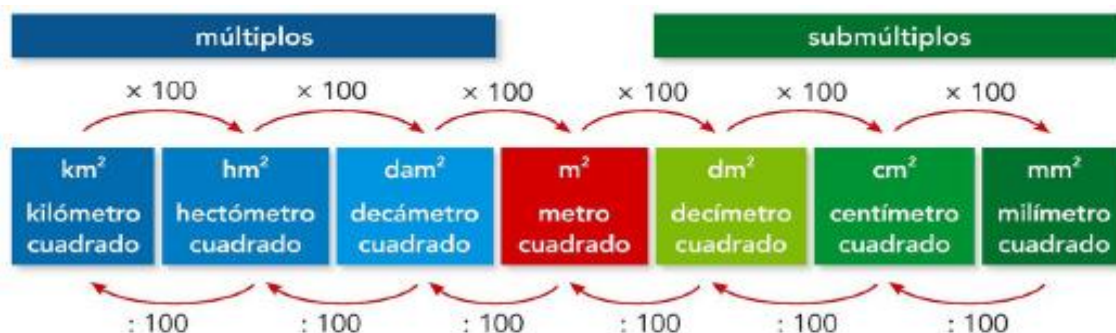 múltiplos
submúltiplos
× 100
× 100
× 100
× 100
× 100
× 100
km²
kilómetro
cuadrado
hm²
hectómetro
cuadrado
dam²
decámetro
cuadrado
m²
metro
cuadrado
dm²
decímetro
cuadrado
cm²
centímetro
cuadrado
mm²
milímetro
cuadrado
: 100
: 100
: 100
: 100
: 100
: 100